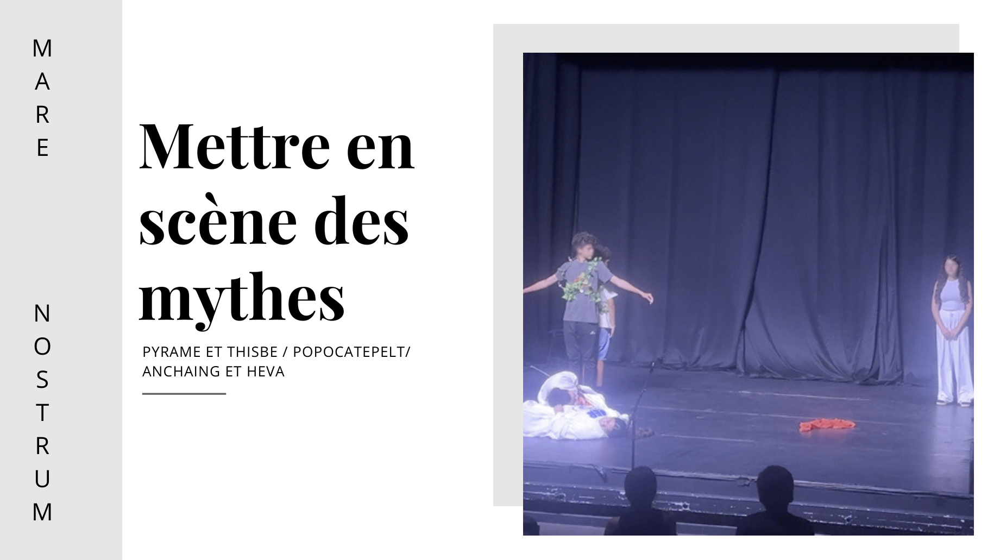 MARE
NOSTRUM
Mettre en
scène des
mythes
PYRAME ET THISBE / POPOCATEPELT/
ANCHAING ET HEVA